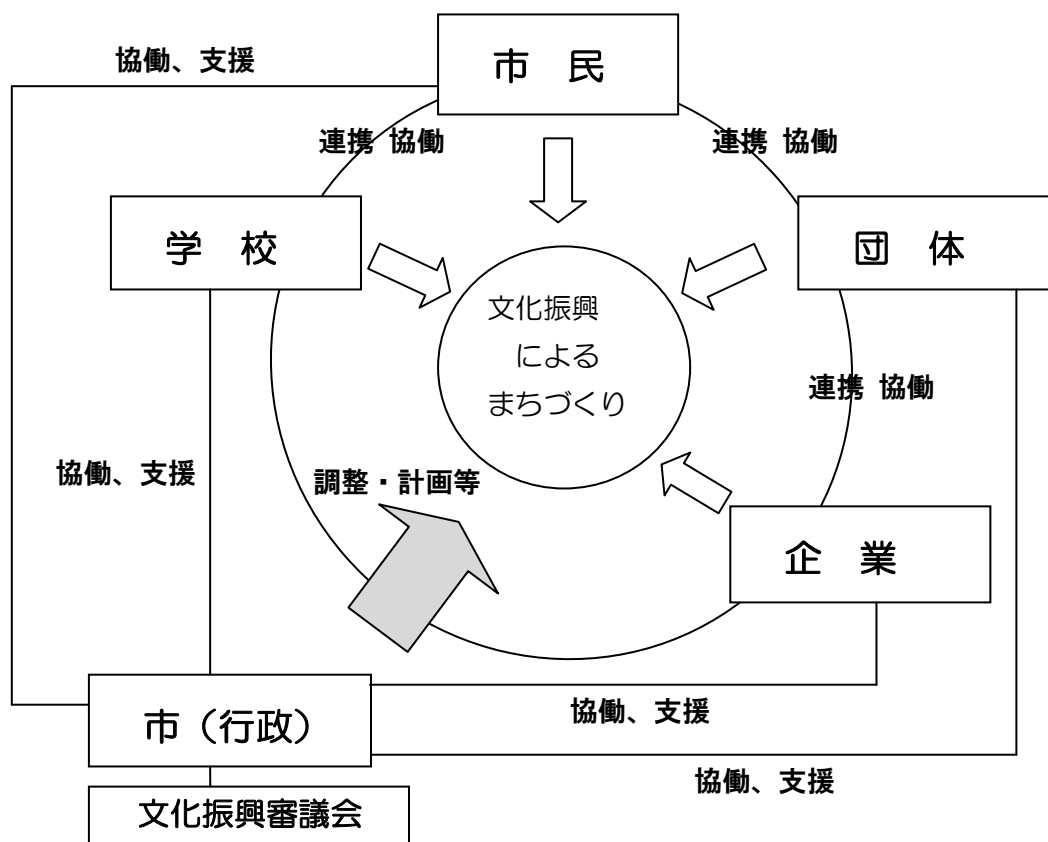 協働、支援
市 民
連携 協働
連携 協働
学 校
団 体
文化振興
による
まちづくり
連携 協働
協働、支援
調整・計画等
企 業
市（行政）
協働、支援
協働、支援
文化振興審議会